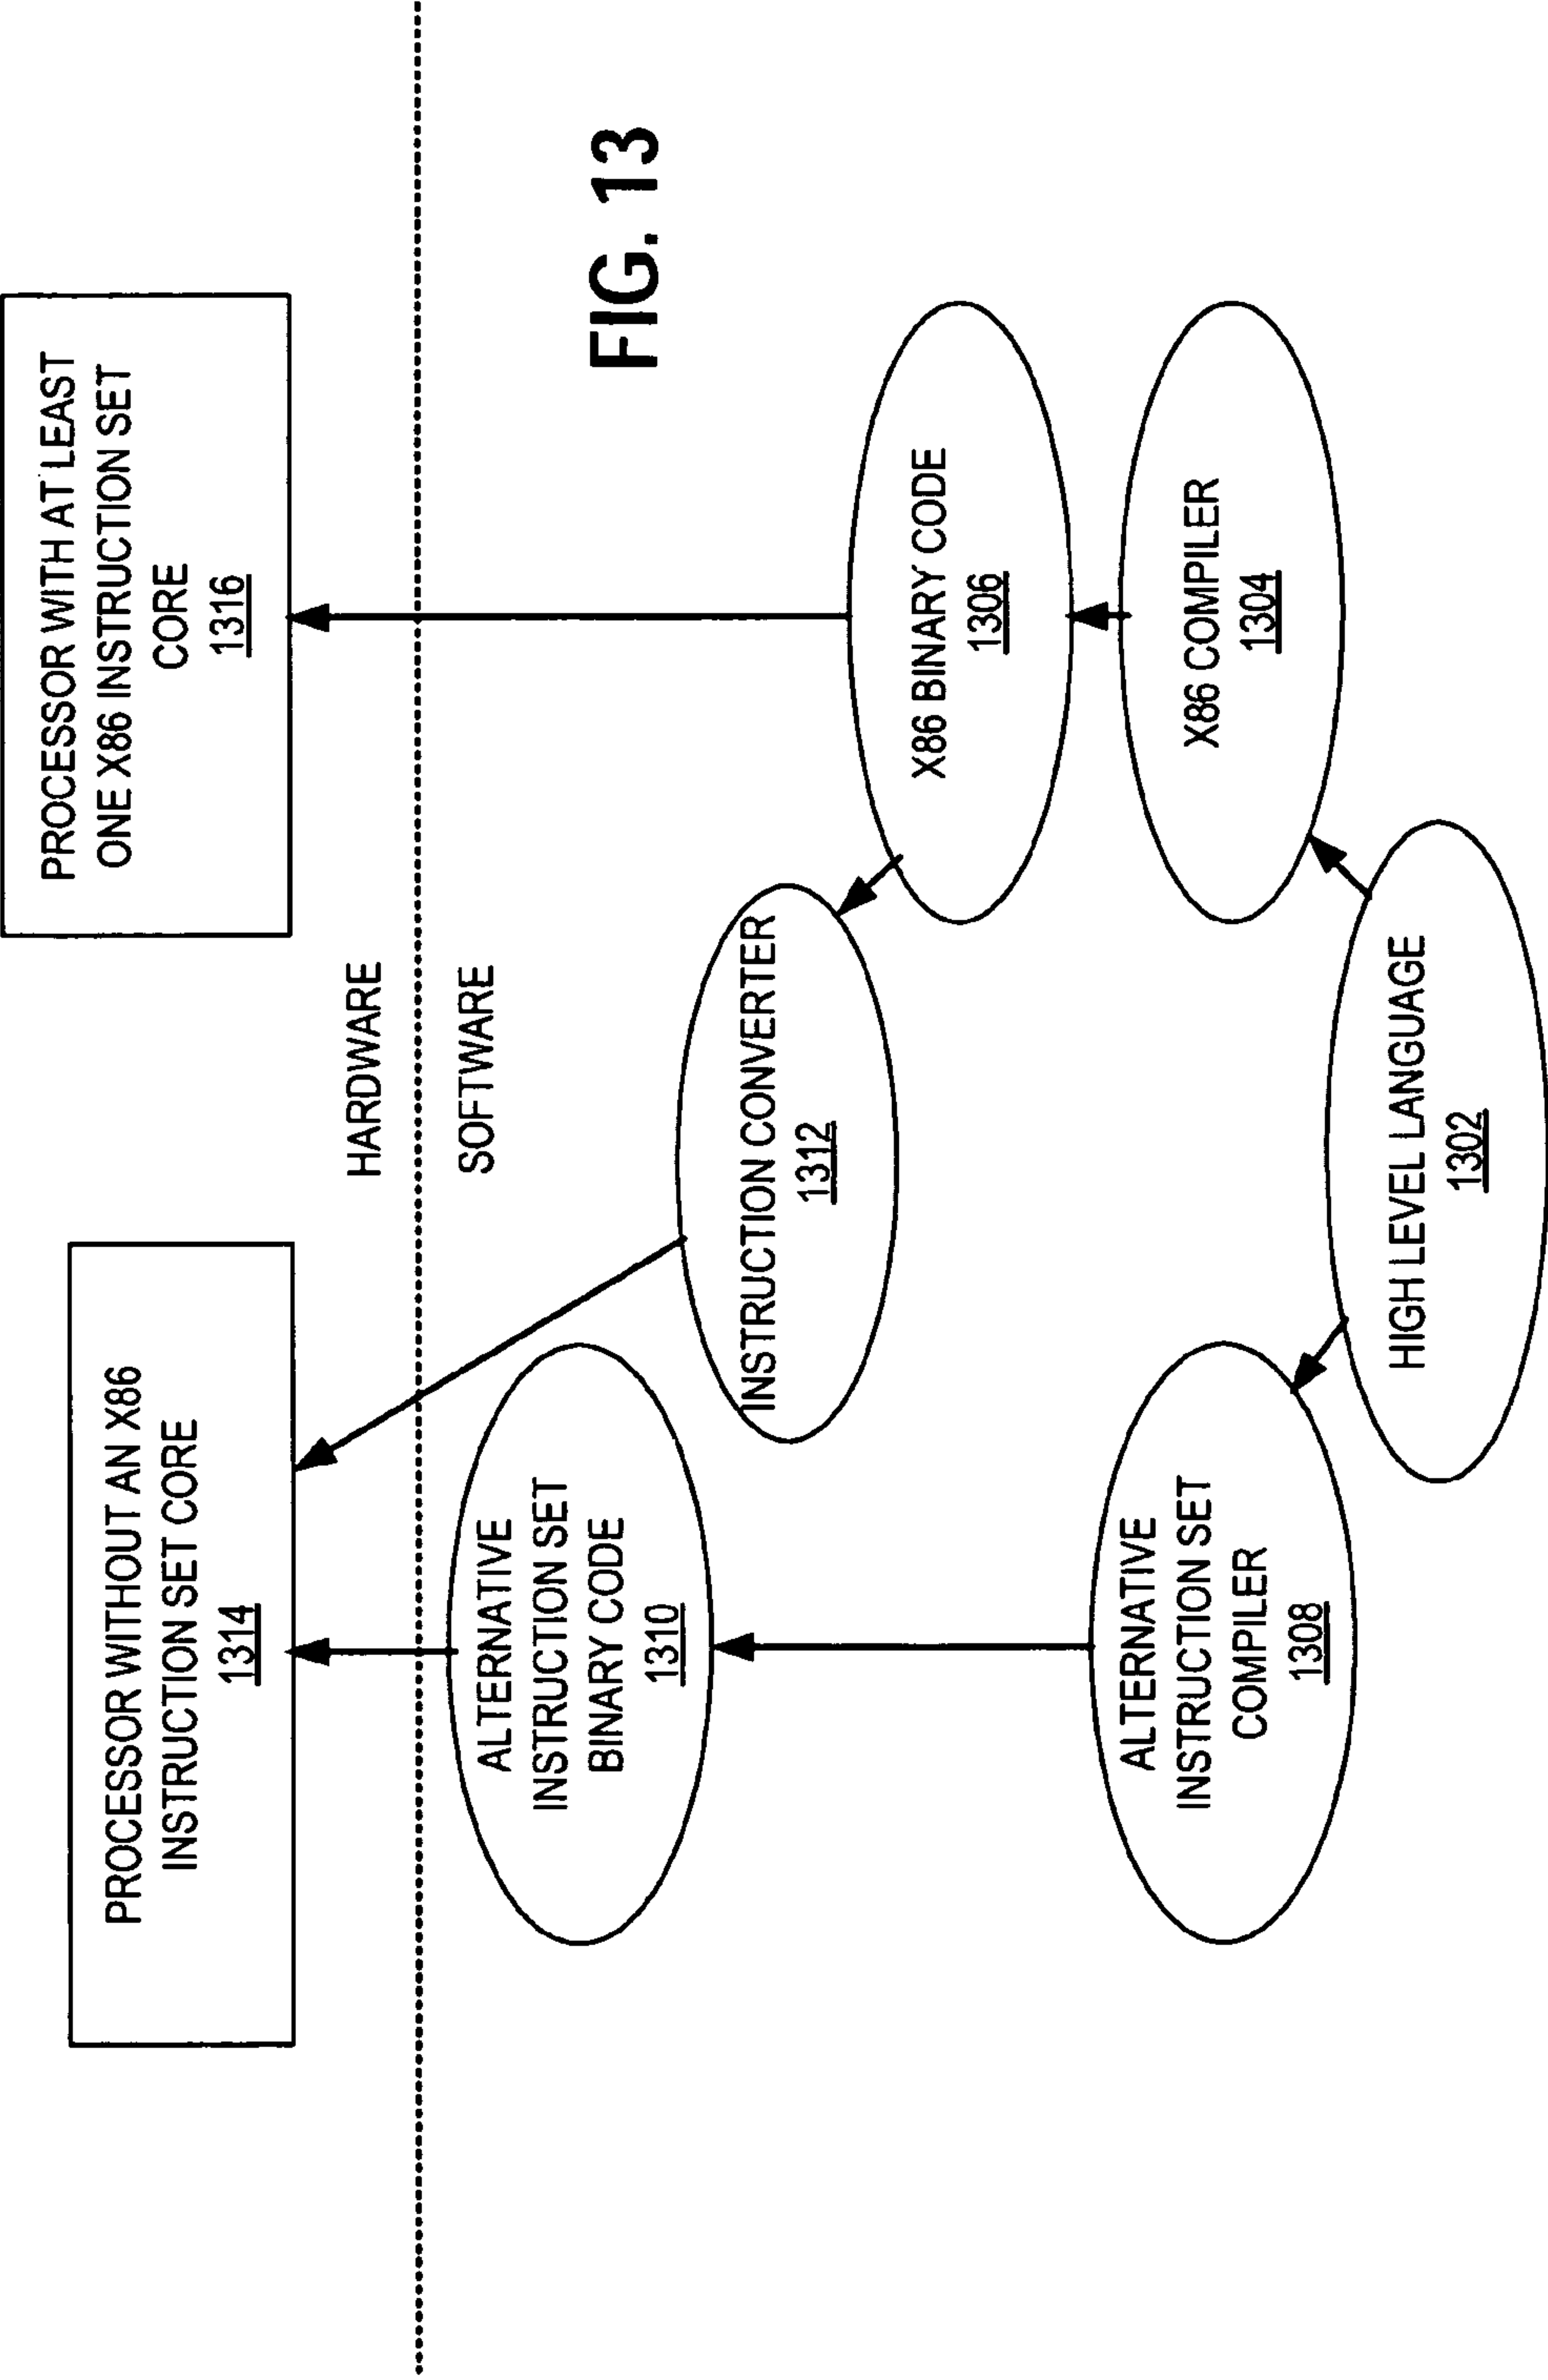 PROCESSOR WITHOUT AN X86
INSTRUCTION SET CORE
1314
PROCESSOR WITH AT LEAST
ONE X86 INSTRUCTION SET
CORE
1316
HARDWARE
SOFTWARE
ALTERNATIVE
INSTRUCTION SET
BINARY CODE
1310
FIG. 13
INSTRUCTION CONVERTER
1312
X86 BINARY CODE
1306
ALTERNATIVE
INSTRUCTION SET
COMPILER
1308
X86 COMPILER
1304
HIGH LEVEL LANGUAGE
1302